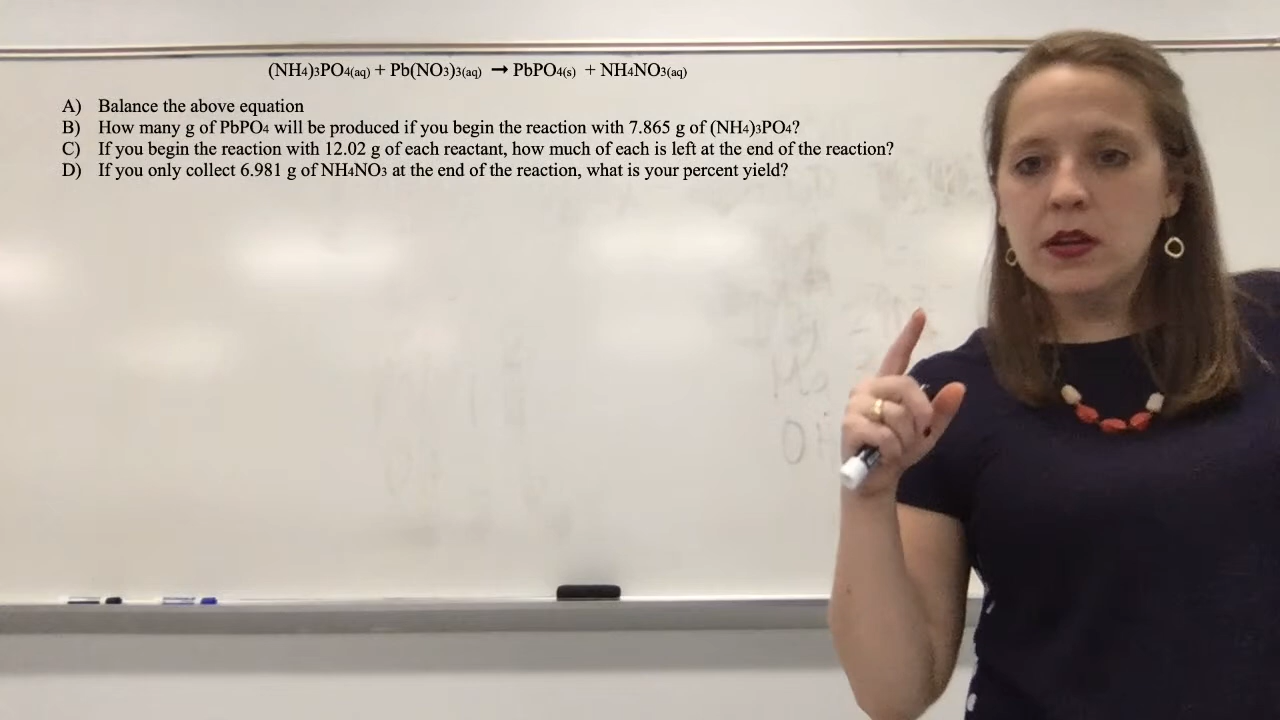 (NH4)3PO4(aq) + Pb(NO3)3(aq) → PbPO4(s) + NH4NO3(aq)
A) Balance the above equation
B) How many g of PbPO4 will be produced if you begin the reaction with 7.865 g of (NH4)3PO4?
C) If you begin the reaction with 12.02 g of each reactant, how much of each is left at the end of the reaction?
D) If you only collect 6.981 g of NH4NO3 at the end of the reaction, what is your percent yield?